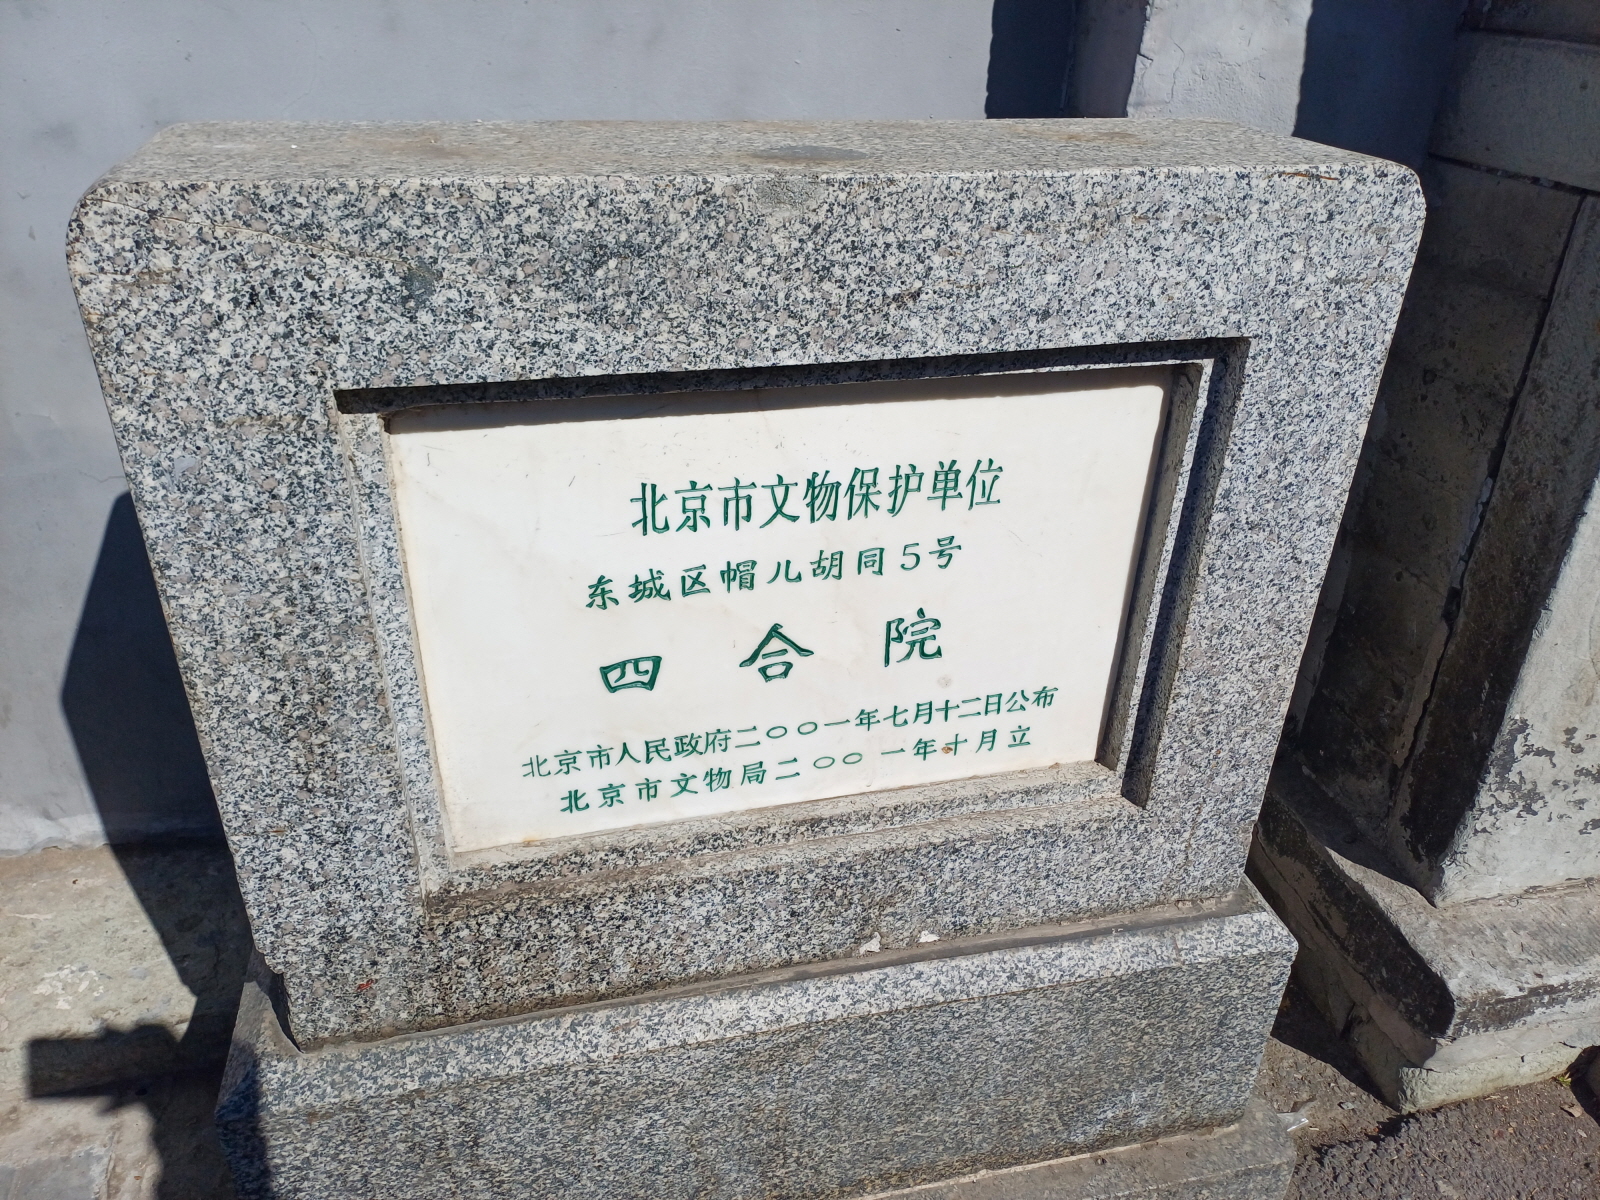 北京市文物保护单位
东城区帽儿胡同5号
四合院
北京市人民政府二〇〇一年七月十二日公布
北京市文物局二〇〇一年十月立